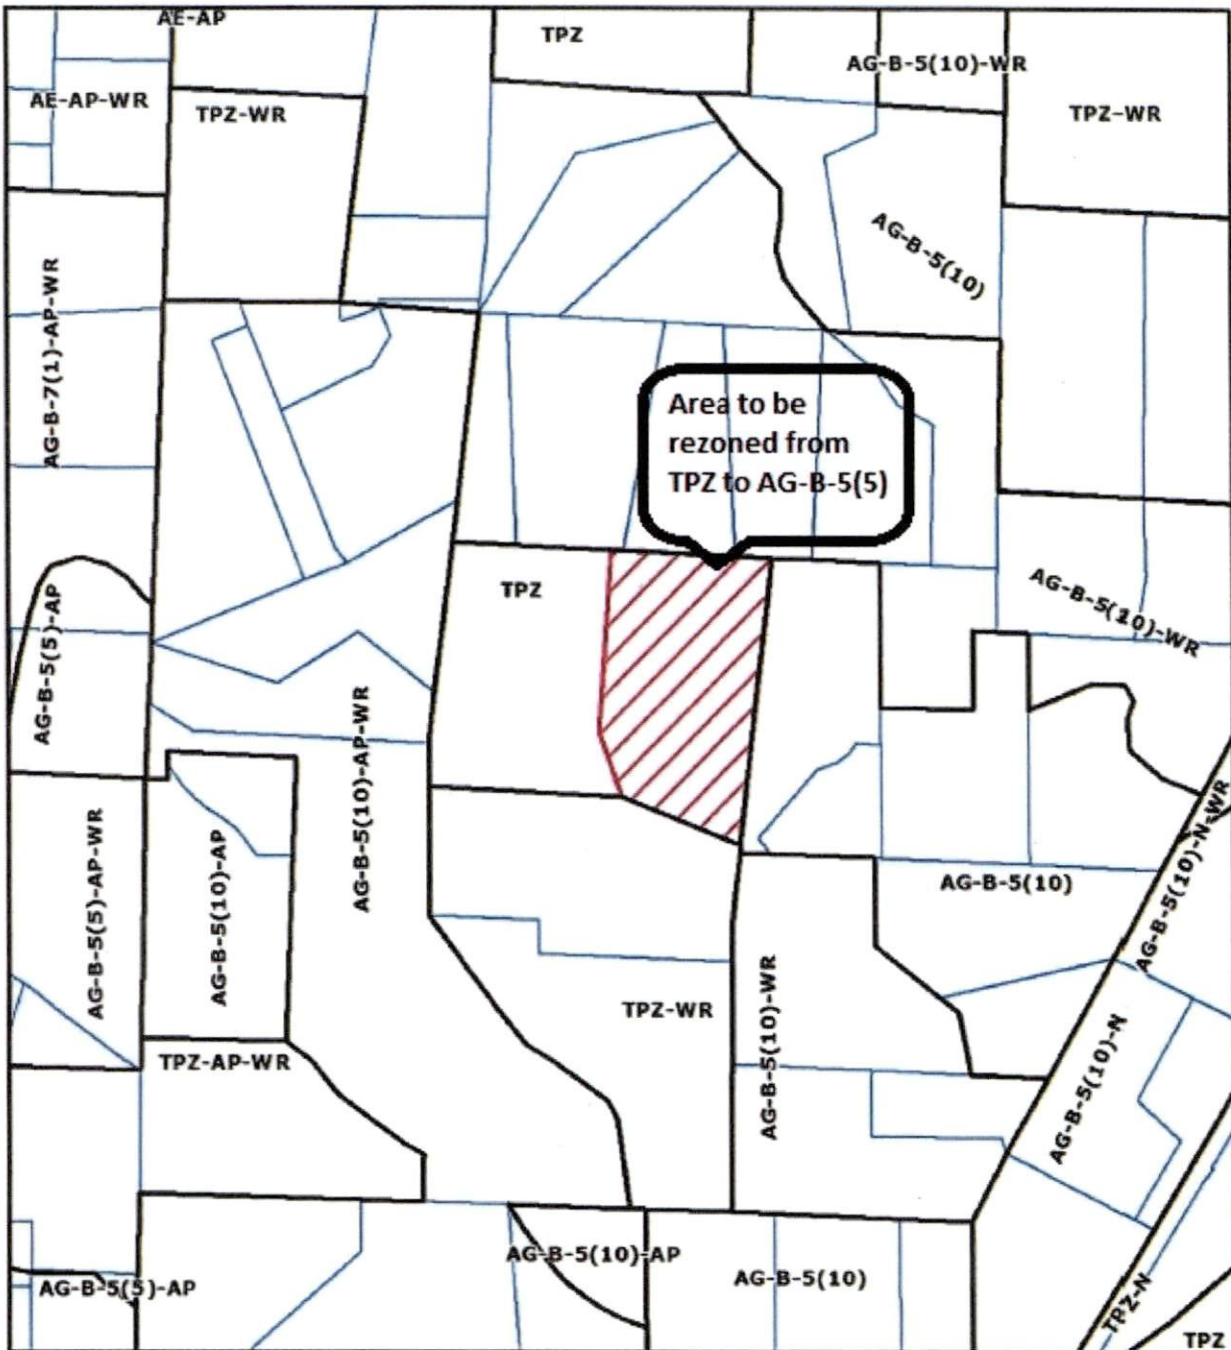 AE-AP
TPZ
AG-B-5(10)-WR
AE-AP-WR
TPZ-WR
TPZ-WR
AG-B-5(10)
AG-B-7(1)-AP-WR
Area to be
rezoned from
TPZ to AG-B-5(5)
TPZ
AG-B-5(10)-WR
AG-B-5(5)-AP
AG-B-5(10)-AP-WR
AG-B-5(5)-AP-WR
AG-B-5(10)-AP
AG-B-5(10)
AG-B-5(10)-N-WR
TPZ-WR
AG-B-5(10)-WR
TPZ-AP-WR
AG-B-5(10)-N
AG-B-5(5)-AP
AG-B-5(10)-AP
AG-B-5(10)
TPZ-N
TPZ